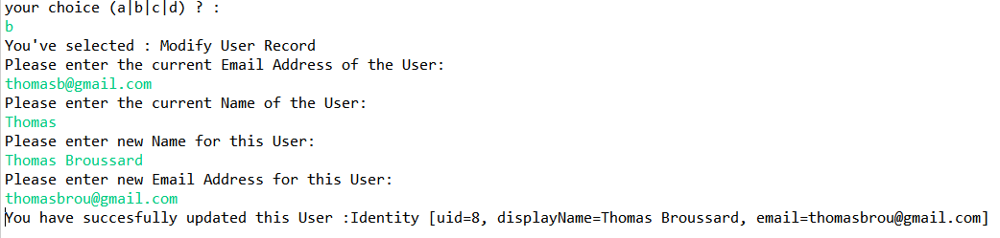 your choice (a|b|c|d) ? :
b
You've selected : Modify User Record
Please enter the current Email Address of the User:
thomasb@gmail.com
Please enter the current Name of the User:
Thomas
Please enter new Name for this User:
Thomas Broussard
Please enter new Email Address for this User:
thomasbrou@gmail.com
You have succesfully updated this User :Identity [uid=8, displayName=Thomas Broussard, email=thomasbrou@gmail.com]